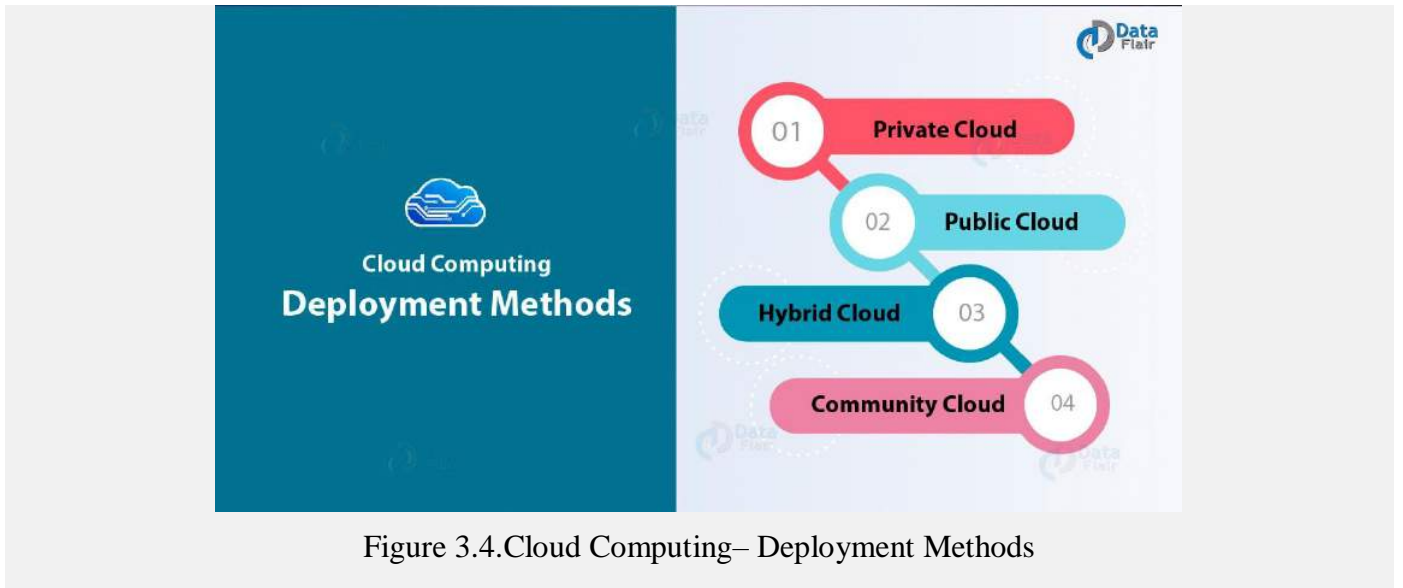 Data
Flair
01
Private Cloud
02
Public Cloud
Cloud Computing
Deployment Methods
Hybrid Cloud
03
Community Cloud
04
Figure 3.4.Cloud Computing– Deployment Methods